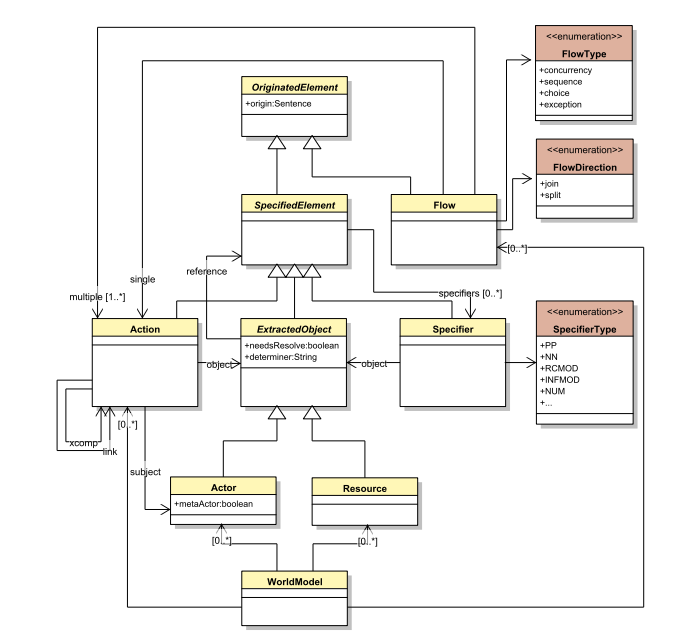 <<enumeration>>
FlowType
+concurrency
+sequence
+choice
+exception
OriginatedElement
+origin:Sentence
<<enumeration>>
FlowDirection
+join
+split
SpecifiedElement
Flow
[0..*]
reference
single
multiple [1..*]
specifiers [0..*]
Action
ExtractedObject
+needsResolve:boolean
+determiner:String
Specifier
<<enumeration>>
SpecifierType
+PP
+NN
+RCMOD
+INFMOD
+NUM
+...
object
object
[0..*]
xcomp
link
subject
Actor
+metaActor:boolean
Resource
[0..*]
[0..*]
WorldModel